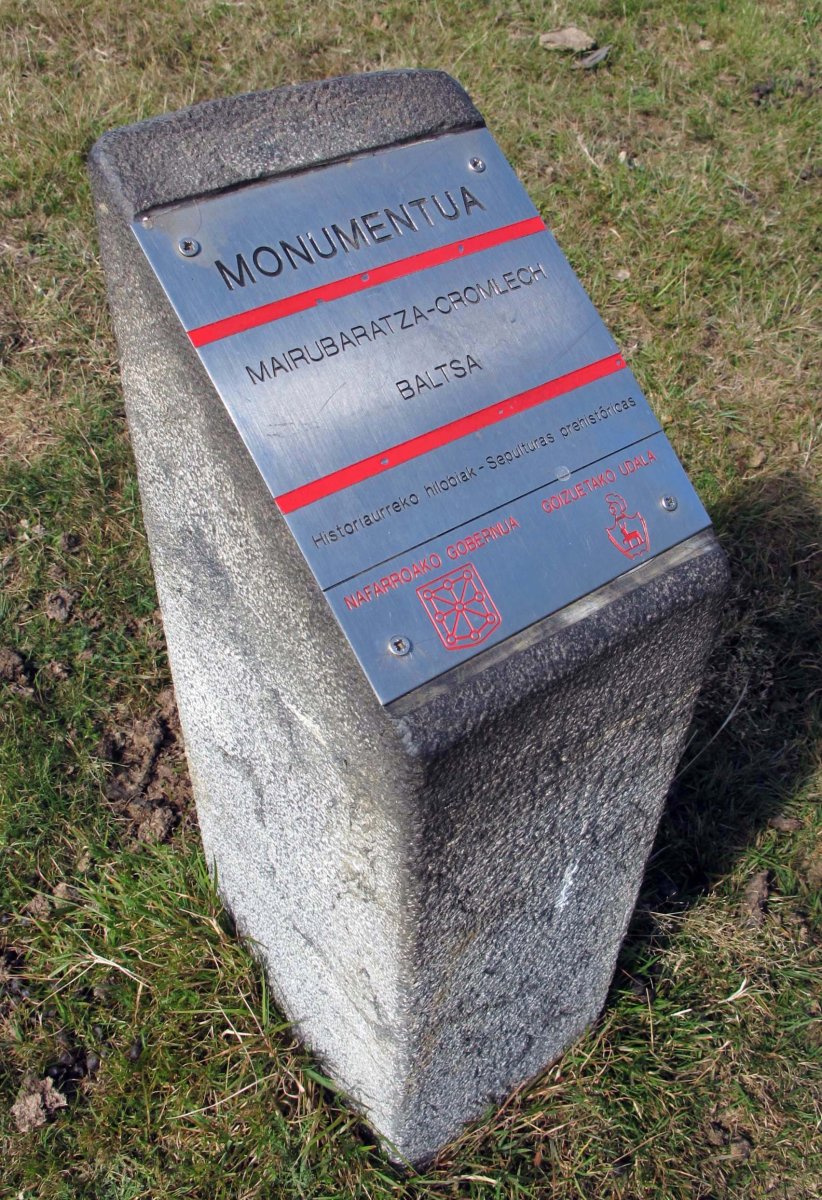 MONUMENTUA
MAIRUBARATZA-CROMLECH
BALTSA
Historiaurreko hilobiak - Sepulturas prehistóricas
NAFARROAKO GOBERNUA
GOIZUETAKO UDALA